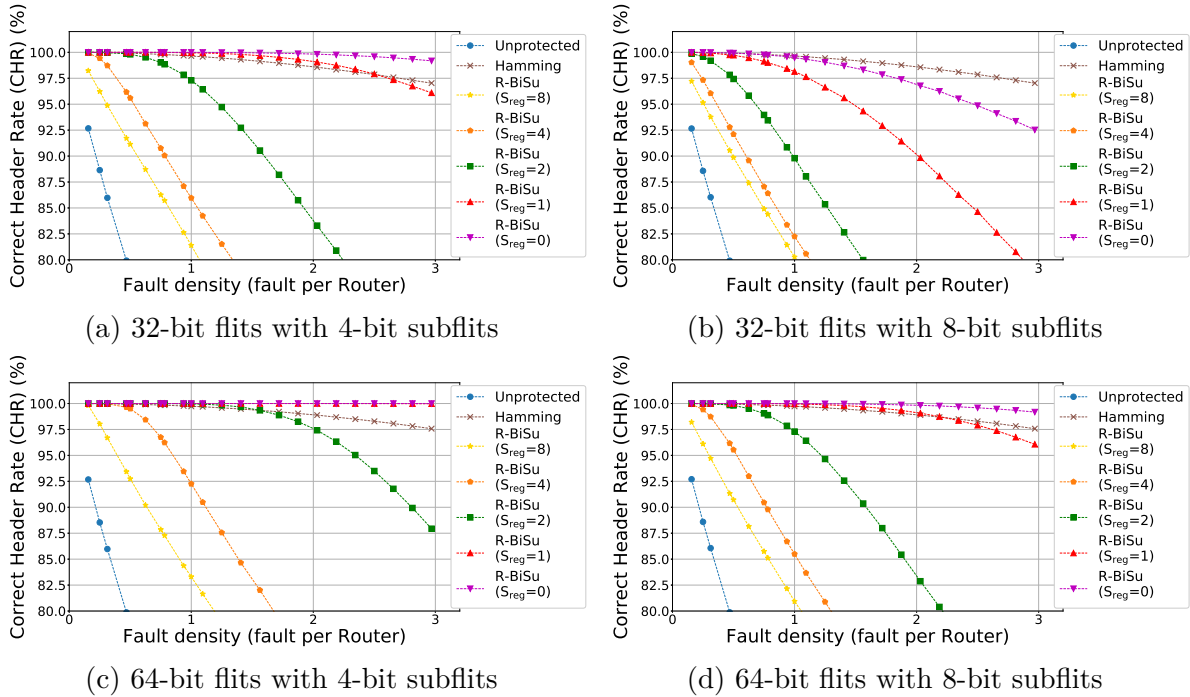 Correct Header Rate (CHR) (%)
100.0
97.5
95.0
92.5
90.0
87.5
85.0
82.5
80.0
0 1 2 3
Fault density (fault per Router)
Unprotected
Hamming
R-BiSu
(Sreg=8)
R-BiSu
(Sreg=4)
R-BiSu
(Sreg=2)
R-BiSu
(Sreg=1)
R-BiSu
(Sreg=0)
(a) 32-bit flits with 4-bit subflits
Correct Header Rate (CHR) (%)
100.0
97.5
95.0
92.5
90.0
87.5
85.0
82.5
80.0
0 1 2 3
Fault density (fault per Router)
Unprotected
Hamming
R-BiSu
(Sreg=8)
R-BiSu
(Sreg=4)
R-BiSu
(Sreg=2)
R-BiSu
(Sreg=1)
R-BiSu
(Sreg=0)
(b) 32-bit flits with 8-bit subflits
Correct Header Rate (CHR) (%)
100.0
97.5
95.0
92.5
90.0
87.5
85.0
82.5
80.0
0 1 2 3
Fault density (fault per Router)
Unprotected
Hamming
R-BiSu
(Sreg=8)
R-BiSu
(Sreg=4)
R-BiSu
(Sreg=2)
R-BiSu
(Sreg=1)
R-BiSu
(Sreg=0)
(c) 64-bit flits with 4-bit subflits
Correct Header Rate (CHR) (%)
100.0
97.5
95.0
92.5
90.0
87.5
85.0
82.5
80.0
0 1 2 3
Fault density (fault per Router)
Unprotected
Hamming
R-BiSu
(Sreg=8)
R-BiSu
(Sreg=4)
R-BiSu
(Sreg=2)
R-BiSu
(Sreg=1)
R-BiSu
(Sreg=0)
(d) 64-bit flits with 8-bit subflits